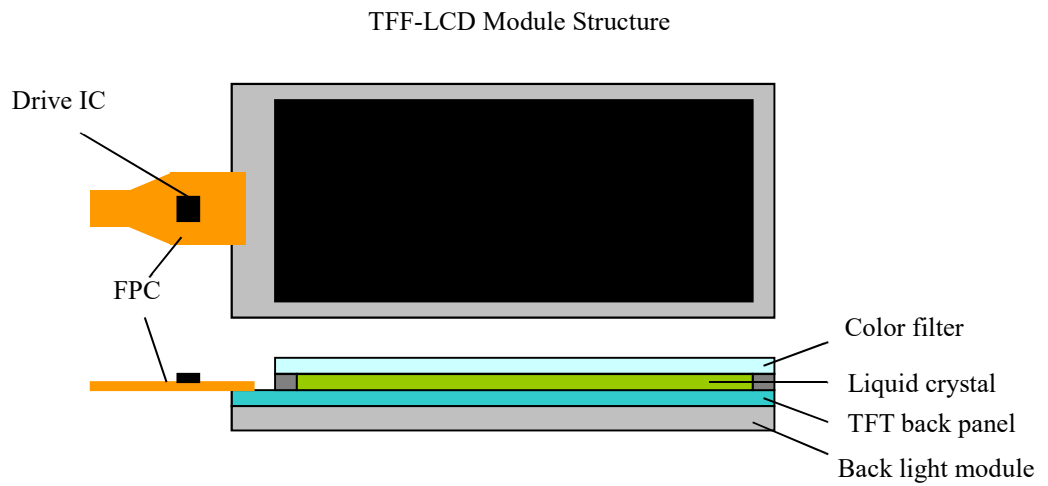 TFF-LCD Module Structure
Drive IC
FPC
Color filter
Liquid crystal
TFT back panel
Back light module